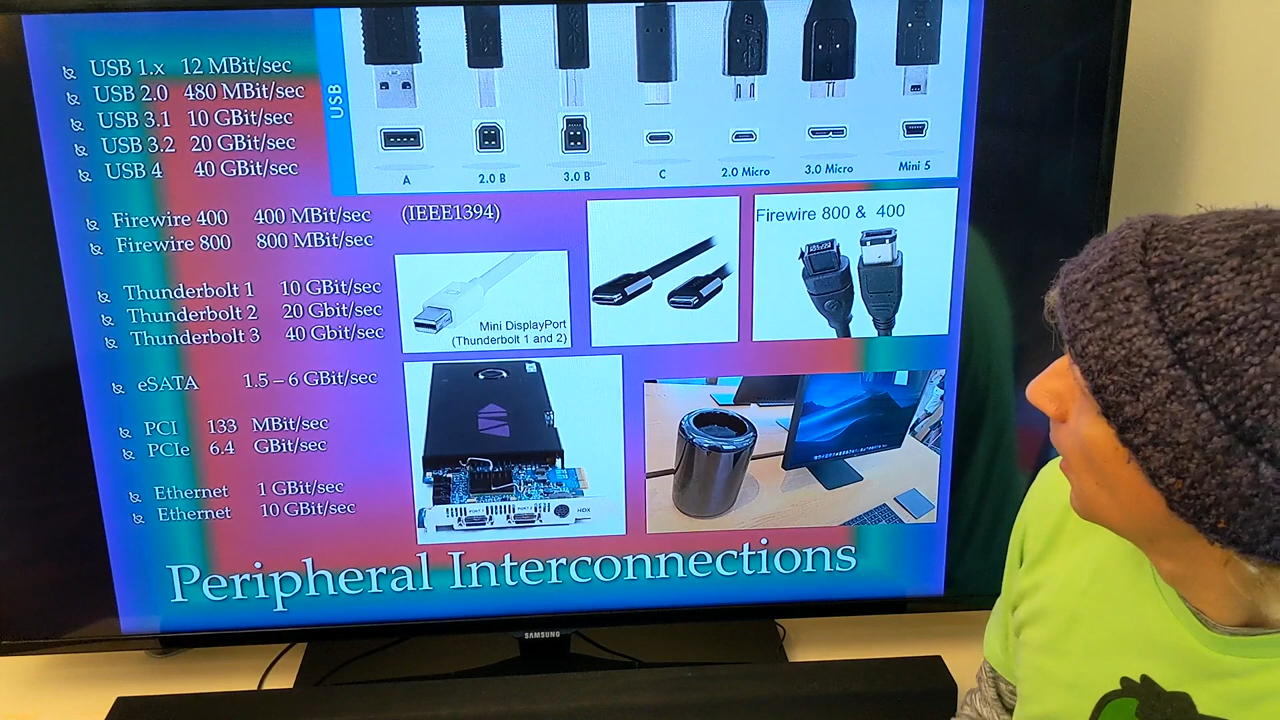 USB 1.x 12 MBit/sec
USB 2.0 480 MBit/sec
USB 3.1 10 GBit/sec
USB 3.2 20 GBit/sec
USB 4 40 GBit/sec
USB
A 2.0 B 3.0 B C 2.0 Micro 3.0 Micro Mini 5
Firewire 400 400 MBit/sec (IEEE1394)
Firewire 800 800 MBit/sec
Firewire 800 & 400
Thunderbolt 1 10 GBit/sec
Thunderbolt 2 20 Gbit/sec
Thunderbolt 3 40 Gbit/sec
Mini DisplayPort
(Thunderbolt 1 and 2)
eSATA 1.5 – 6 GBit/sec
PCI 133 MBit/sec
PCIe 6.4 GBit/sec
Ethernet 1 GBit/sec
Ethernet 10 GBit/sec
PORT 1 PORT 2 HDX
Peripheral Interconnections
SAMSUNG